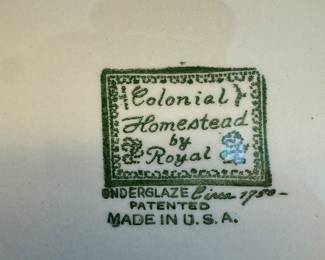 Colonial
Homestead
by
Royal
UNDERGLAZE Circa 1750-
PATENTED
MADE IN U.S.A.